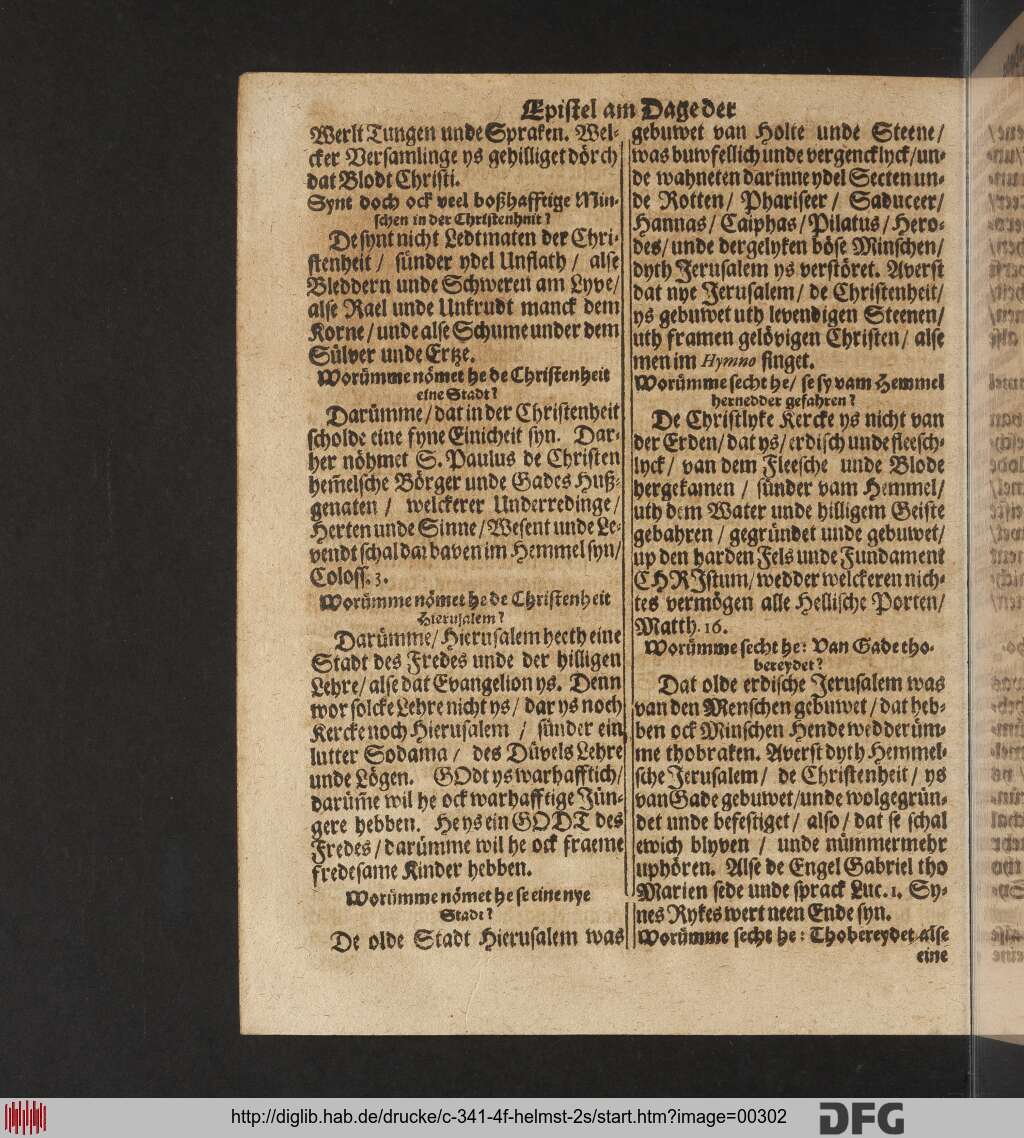 Epistel am Dage der
Werlt Tungen unde Spraken. Wel-
cker Versamlinge ys gehilliget dörch
dat Blodt Christi.
Synt doch ock veel boßhafftige Min-
schen in der Christenheit?
De synt nicht Ledtmaten der Chri-
stenheit / sünder ydel Unflath / alse
Bleddern unde Schweren am Lyve/
alse Rael unde Unkrudt manck dem
Korne/ unde alse Schume under dem
Sülver unde Ertze.
Worümme nömet he de Christenheit
eine Stadt?
Darümme/ dat in der Christenheit
scholde eine fyne Einicheit syn. Dar-
her nöhmet S. Paulus de Christen
hem̃elsche Börger unde Gades Huß-
genaten / welckerer Underredinge/
Herten unde Sinne/ Wesent unde Le-
vendt schal dar baven im Hemmel syn/
Coloss. 3.
Worümme nömet he de Christenheit
Hierusalem?
Darümme/ Hierusalem heeth eine
Stadt des Fredes unde der hilligen
Lehre/ alse dat Evangelion ys. Denn
wor solcke Lehre nicht ys/ dar ys noch
Kercke noch Hierusalem / sünder ein
lutter Sodama / des Düvels Lehre
unde Lögen. GOdt ys warhafftich/
darüm̃e wil he ock warhafftige Jün-
gere hebben. He ys ein GODT des
Fredes/ darümme wil he ock fraeme
fredesame Kinder hebben.
Worümme nömet he se eine nye
Stadt?
De olde Stadt Hierusalem was
gebuwet van Holte unde Steene/
was buwfellich unde vergencklyck/ un-
de wahneten darinne ydel Secten un-
de Rotten/ Phariseer/ Saduceer/
Hannas/ Caiphas/ Pilatus/ Hero-
des/ unde dergelyken böse Minschen/
dyth Jerusalem ys verstöret. Averst
dat nye Jerusalem/ de Christenheit/
ys gebuwet uth levendigen Steenen/
uth framen gelövigen Christen/ alse
men im Hymno singet.
Worümme secht he/ se sy vam Hemmel
hernedder gefahren?
De Christlyke Kercke ys nicht van
der Erden/ dat ys/ erdisch unde fleesch-
lyck/ van dem Fleesche unde Blode
hergekamen / sünder vam Hemmel/
uth dem Water unde hilligem Geiste
gebahren / gegründet unde gebuwet/
up den harden Fels unde Fundament
CHRIstum/ wedder welckeren nich-
tes vermögen alle Hellische Porten/
Matth. 16.
Worümme secht he: Van Gade tho-
bereydet?
Dat olde erdische Jerusalem was
van den Menschen gebuwet/ dat heb-
ben ock Minschen Hende wedderüm-
me thobraken. Averst dyth Hemmel-
sche Jerusalem/ de Christenheit/ ys
van Gade gebuwet/ unde wolgegrün-
det unde befestiget/ also/ dat se schal
ewich blyven / unde nümmermehr
uphören. Alse de Engel Gabriel tho
Marien sede unde sprack Luc. 1. Sy-
nes Rykes wert neen Ende syn.
Worümme secht he: Thobereydet alse
eine
http://diglib.hab.de/drucke/c-341-4f-helmst-2s/start.htm?image=00302
DFG